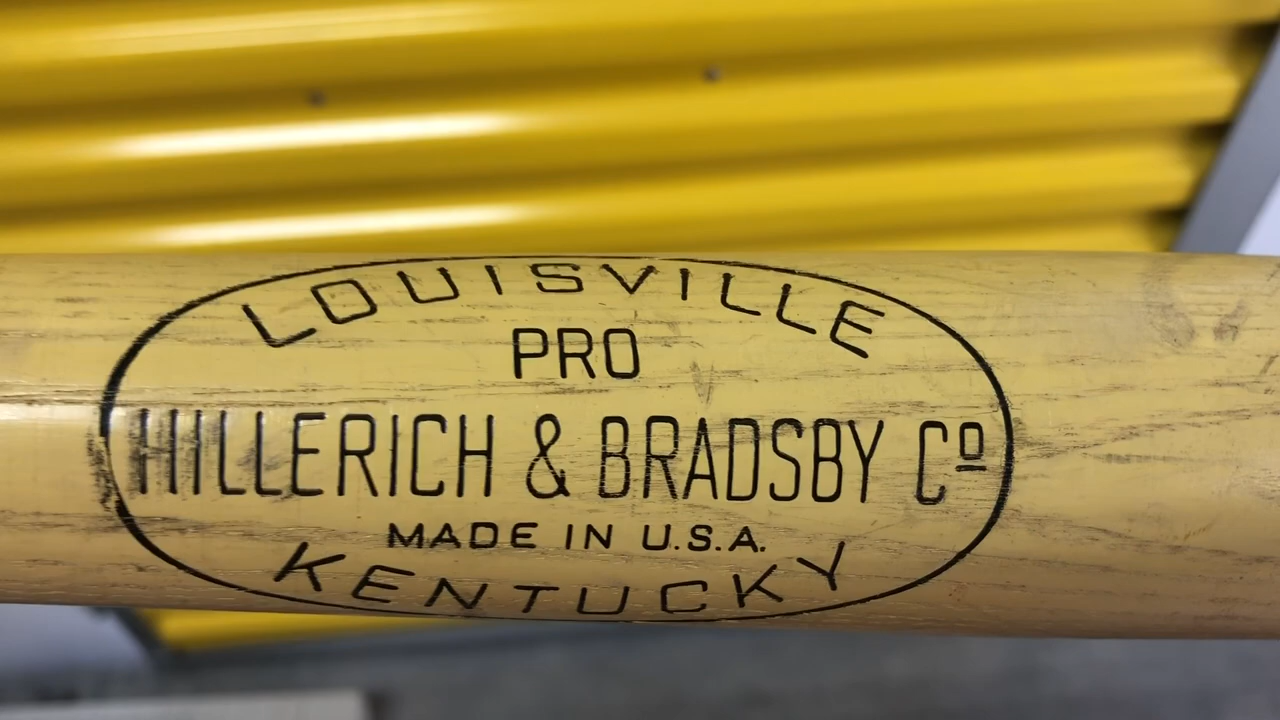 LOUISVILLE
PRO
HILLERICH & BRADSBY Cº
MADE IN U.S.A.
KENTUCKY